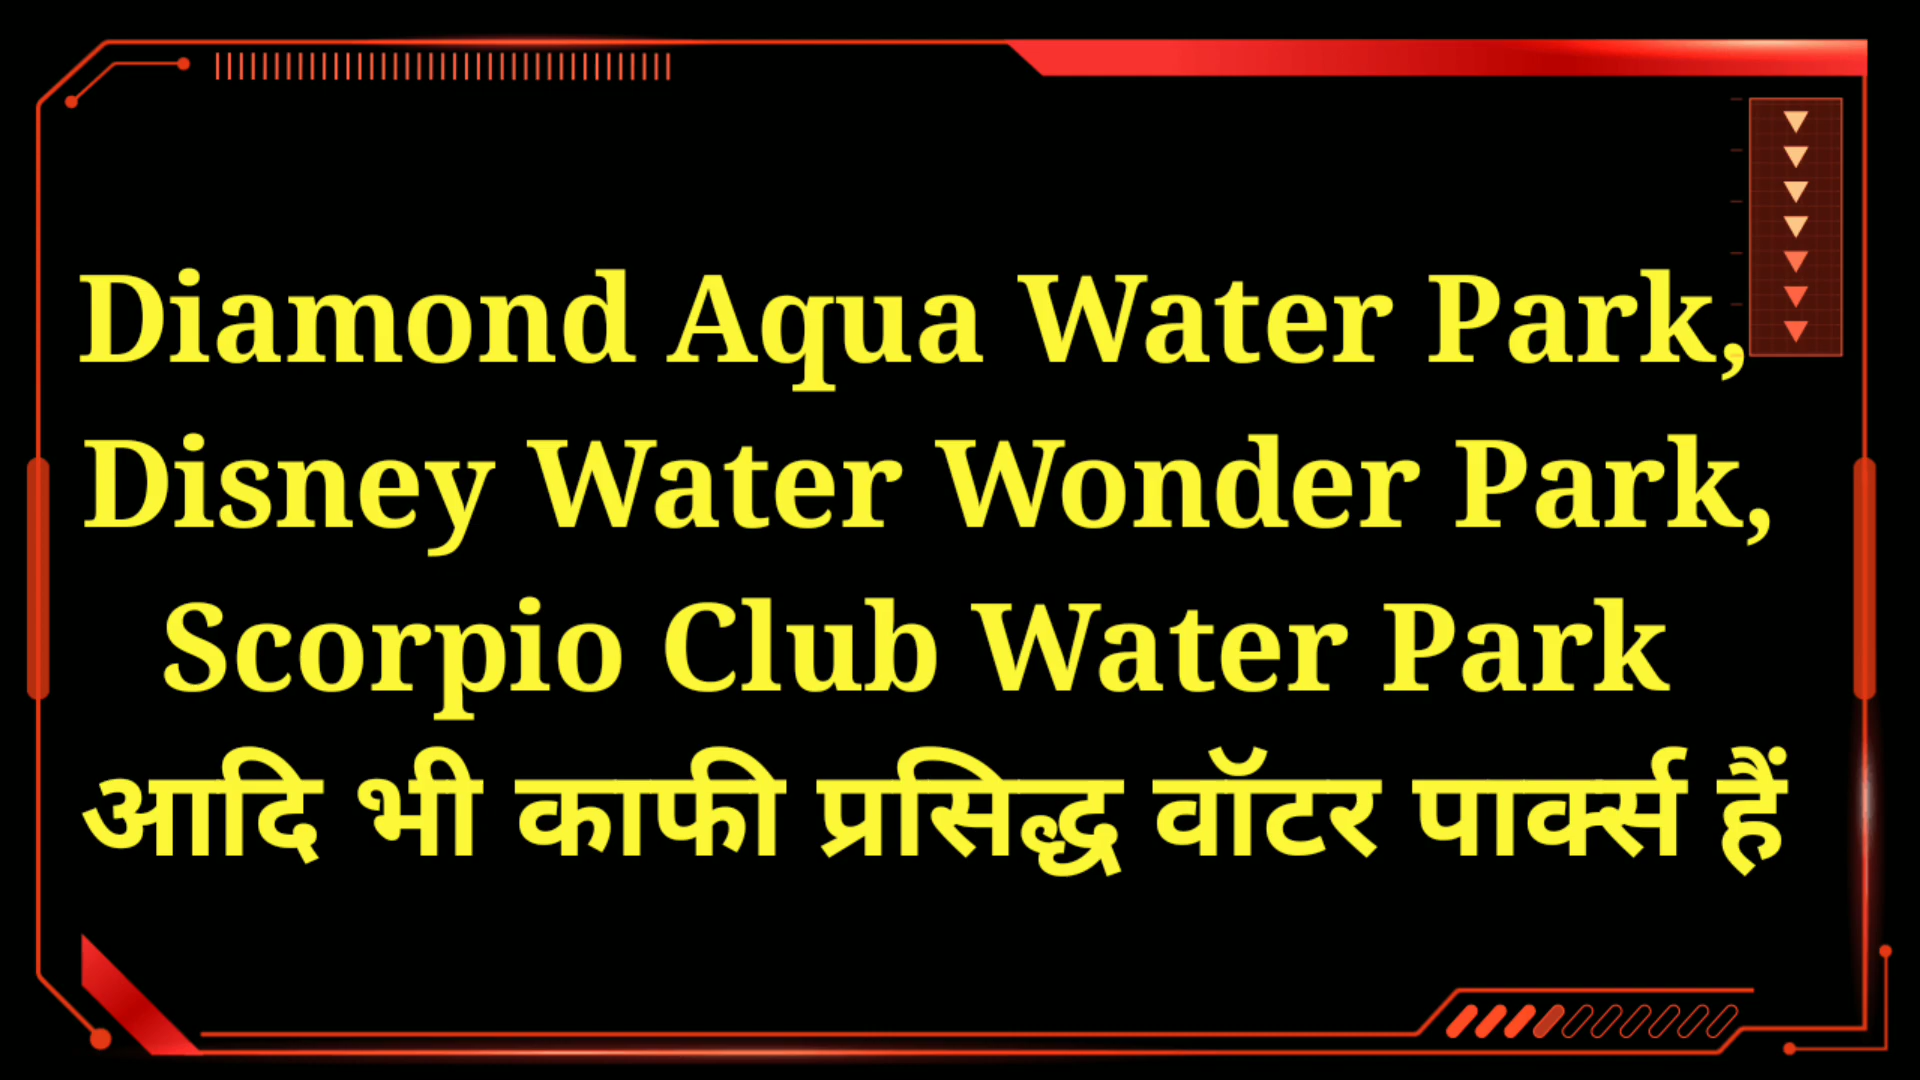 Diamond Aqua Water Park,
Disney Water Wonder Park,
Scorpio Club Water Park
आदि भी काफी प्रसिद्ध वॉटर पार्क्स हैं